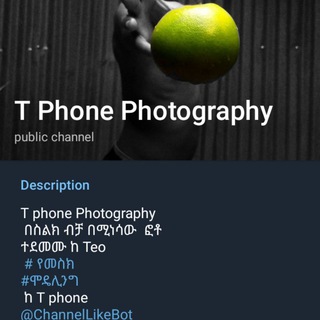 T Phone Photography
public channel
Description
T phone Photography
በስልክ ብቻ በሚነሳው ፎቶ
ተደመሙ ከ Teo
# የመስክ
#ሞዴሊንግ
ከ T phone
@ChannelLikeBot